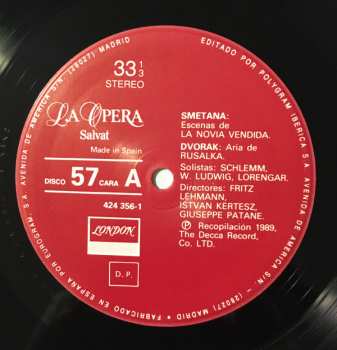 33 1/3
STEREO
LA OPERA
Salvat
Made in Spain
DISCO 57 CARA A
424 356-1
LONDON
D.P.
SMETANA:
Escenas de
LA NOVIA VENDIDA.
DVORAK: Aria de
RUSALKA.
Solistas: SCHLEMM,
W. LUDWIG, LORENGAR.
Directores: FRITZ
LEHMANN,
ISTVAN KERTESZ,
GIUSEPPE PATANE.
Ⓟ Recopilación 1989,
The Decca Record,
Co. LTD.
EDITADO POR POLYGRAM IBERICA S A AVENIDA DE AMERICA S/N - (28027) MADRID
FABRICADO EN ESPAÑA POR EUROGRAM S.A. AVENIDA DE AMERICA S/N. (28027) MADRID